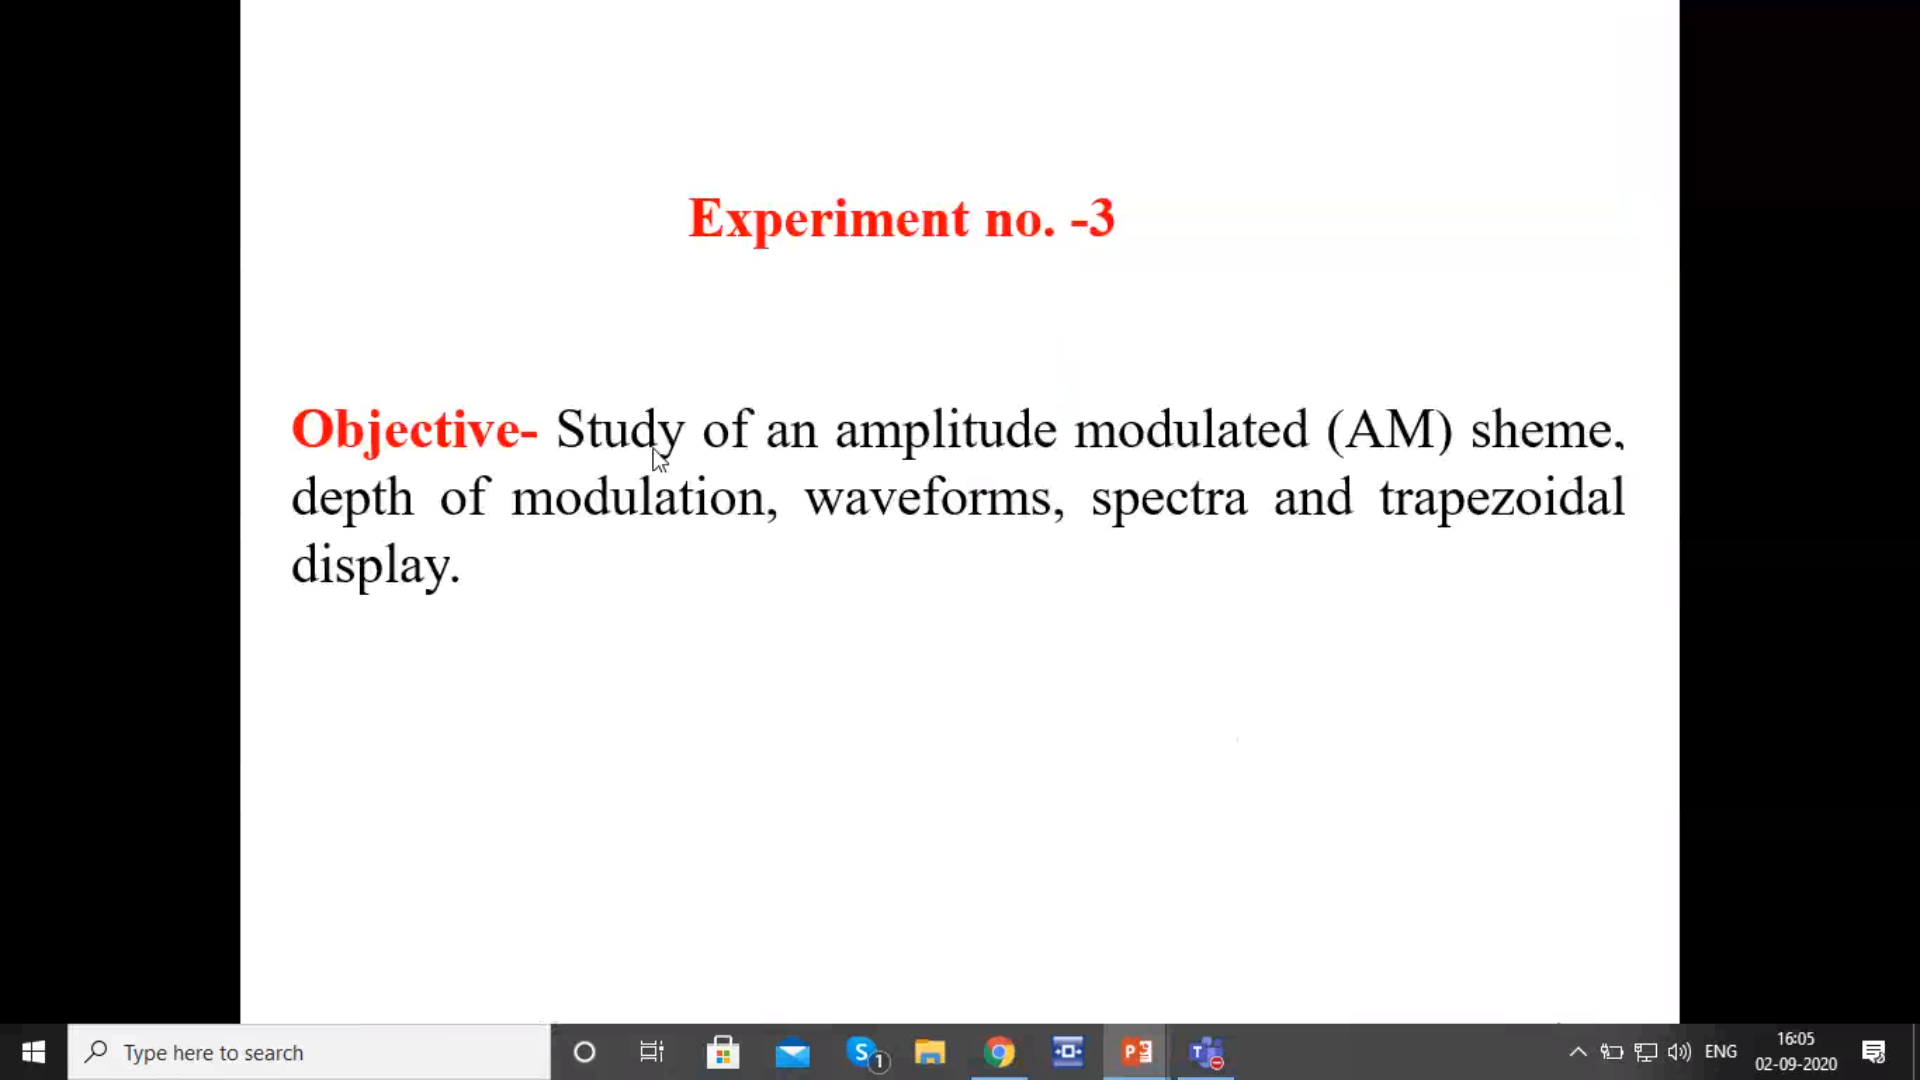 Experiment no. -3
Objective- Study of an amplitude modulated (AM) sheme,
depth of modulation, waveforms, spectra and trapezoidal
display.
Type here to search
1
ENG
16:05
02-09-2020